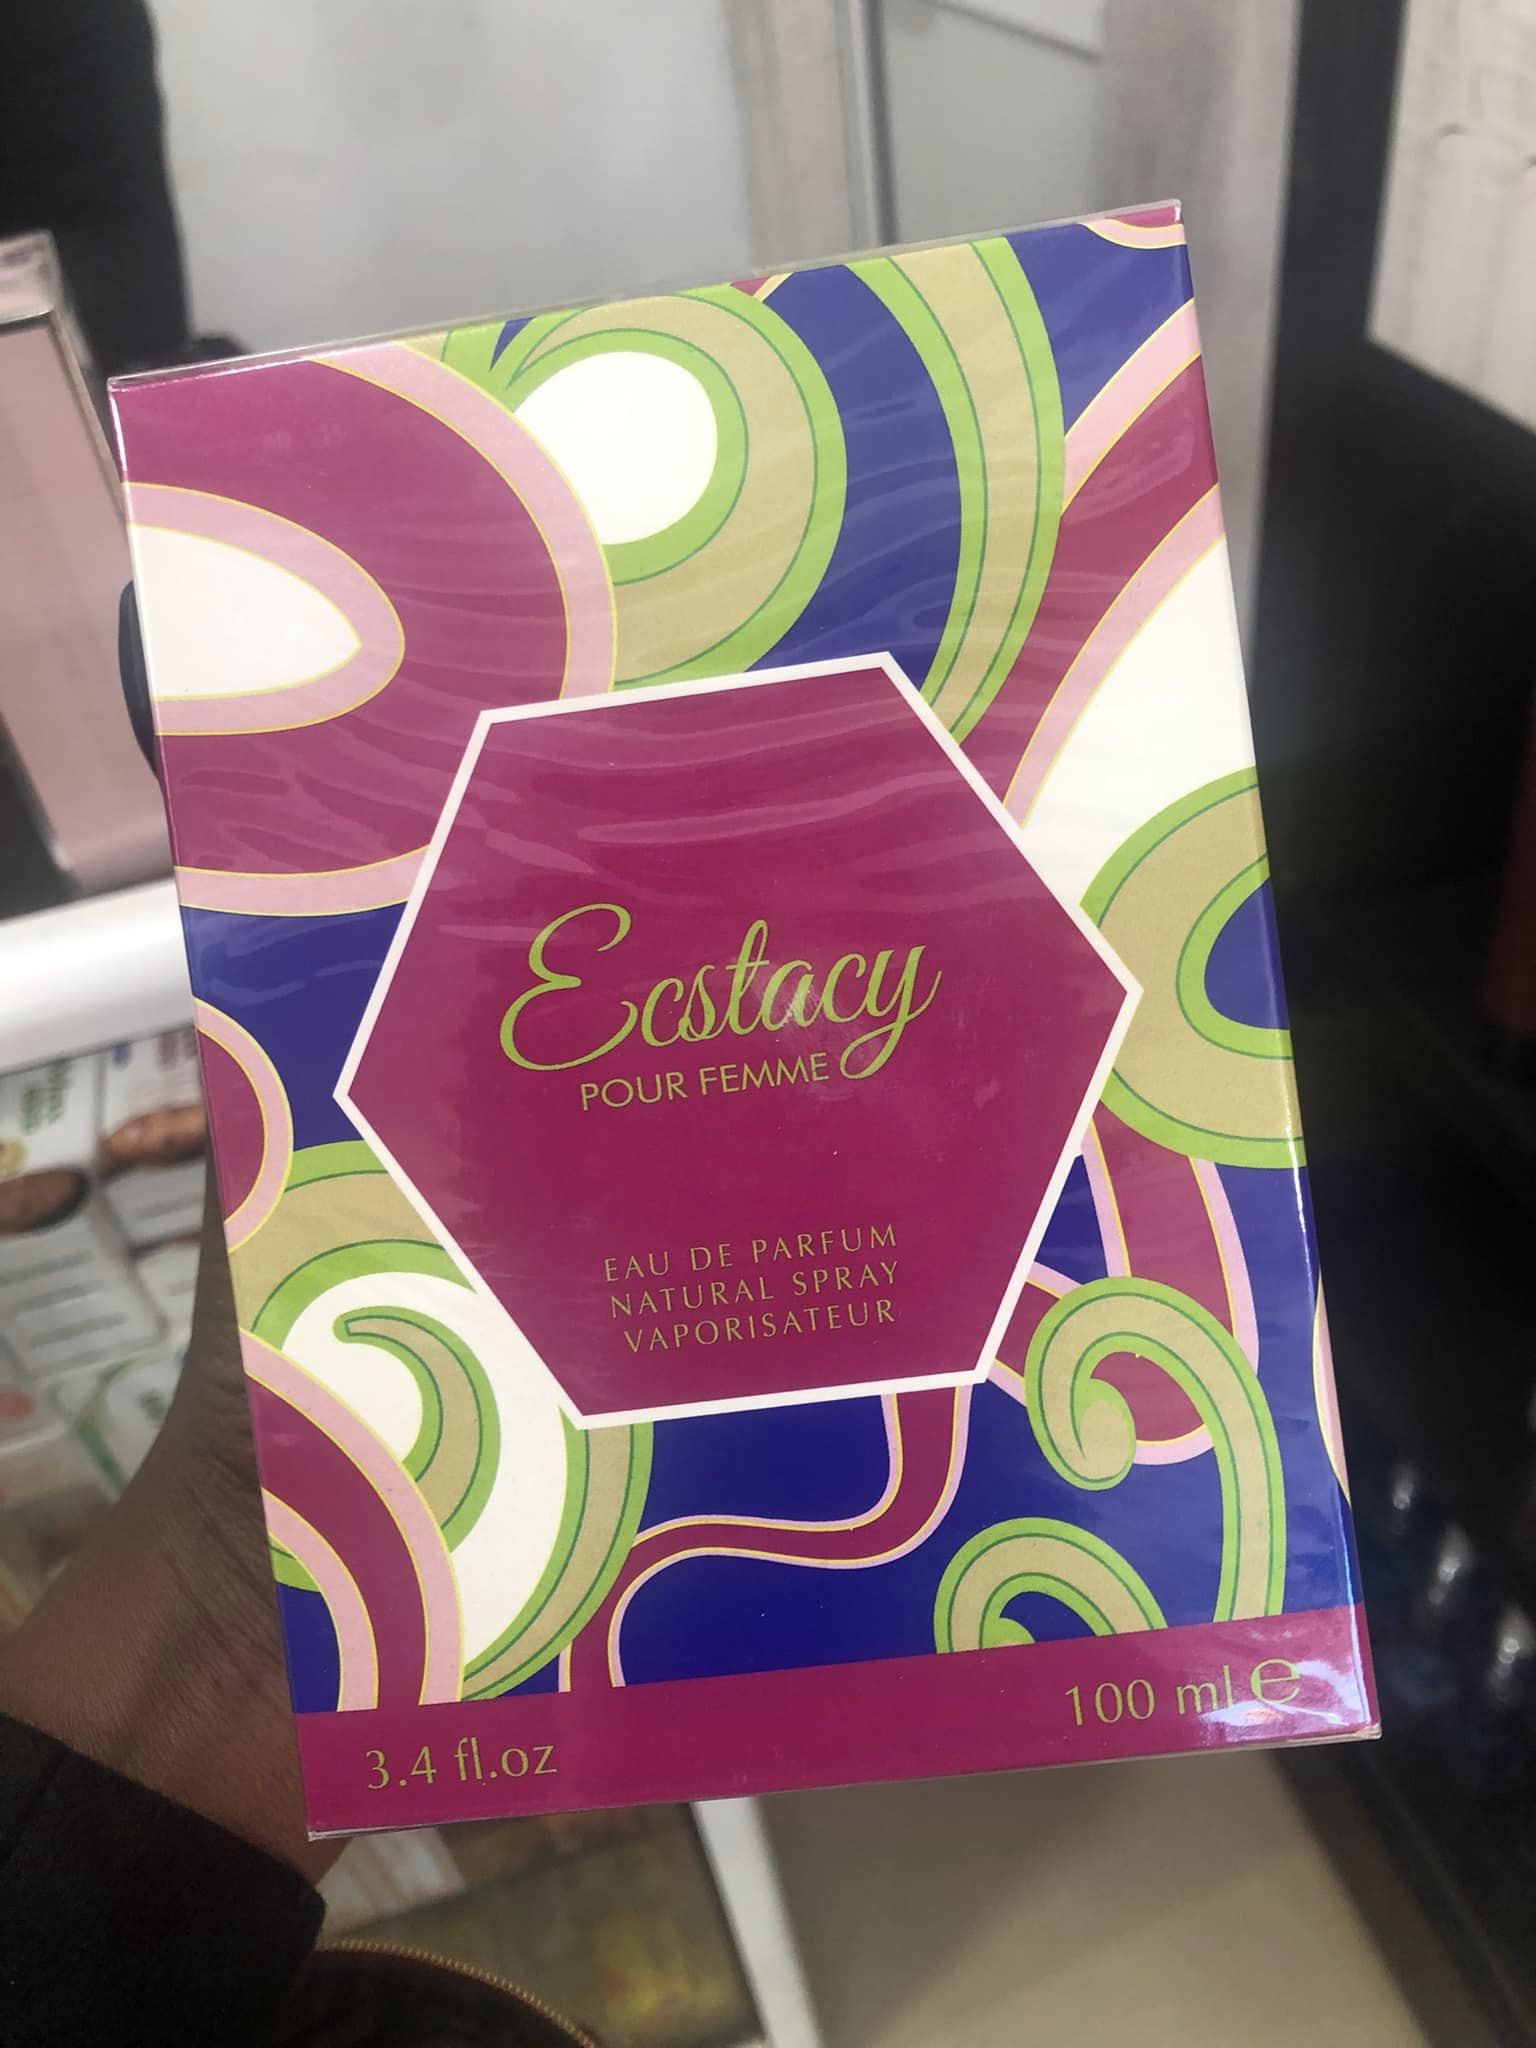 Ecstacy
POUR FEMME
EAU DE PARFUM
NATURAL SPRAY
VAPORISATEUR
3.4 fl.oz
100 ml ℮